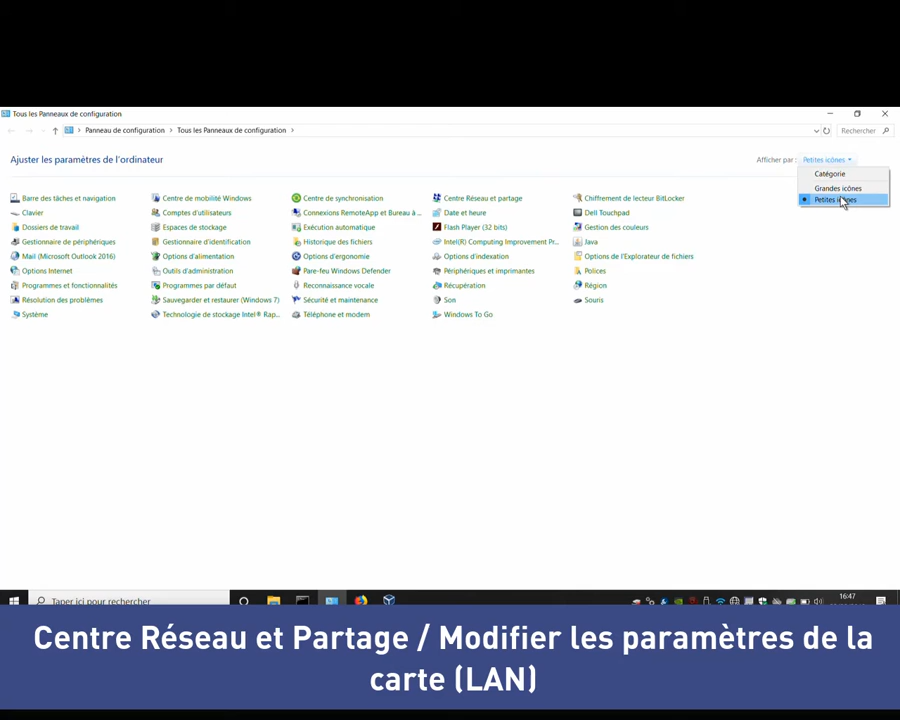 Tous les Panneaux de configuration
Panneau de configuration > Tous les Panneaux de configuration >
Rechercher
Ajuster les paramètres de l'ordinateur
Afficher par : Petites icônes
Catégorie
Grandes icônes
Petites icônes
Barre des tâches et navigation
Centre de mobilité Windows
Centre de synchronisation
Centre Réseau et partage
Chiffrement de lecteur BitLocker
Clavier
Comptes d'utilisateurs
Connexions RemoteApp et Bureau à ...
Date et heure
Dell Touchpad
Dossiers de travail
Espaces de stockage
Exécution automatique
Flash Player (32 bits)
Gestion des couleurs
Gestionnaire de périphériques
Gestionnaire d'identification
Historique des fichiers
Intel(R) Computing Improvement Pr...
Java
Mail (Microsoft Outlook 2016)
Options d'alimentation
Options d'ergonomie
Options d'indexation
Options de l'Explorateur de fichiers
Options Internet
Outils d'administration
Pare-feu Windows Defender
Périphériques et imprimantes
Polices
Programmes et fonctionnalités
Programmes par défaut
Reconnaissance vocale
Récupération
Région
Résolution des problèmes
Sauvegarder et restaurer (Windows 7)
Sécurité et maintenance
Son
Souris
Système
Technologie de stockage Intel® Rap...
Téléphone et modem
Windows To Go
Taper ici pour rechercher
16:47
Centre Réseau et Partage / Modifier les paramètres de la
carte (LAN)